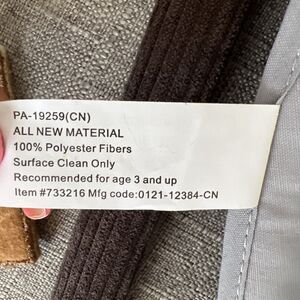 PA-19259(CN)
ALL NEW MATERIAL
100% Polyester Fibers
Surface Clean Only
Recommended for age 3 and up
Item #733216 Mfg code:0121-12384-CN